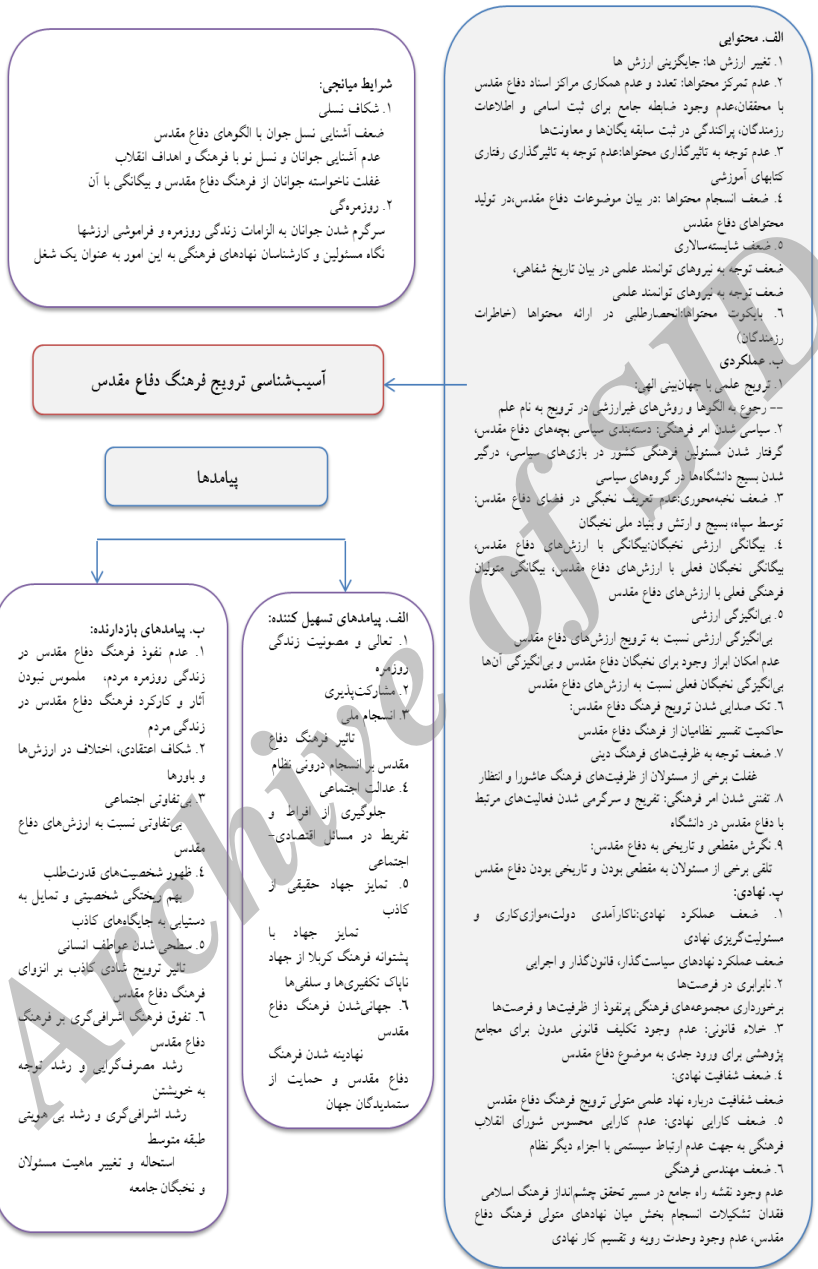 الف. محتوایی
۱. تغییر ارزش ها: جایگزینی ارزش ها
۲. عدم تمرکز محتواها: تعدد و عدم همکاری مراکز اسناد دفاع مقدس
با محققان،عدم وجود ضابطه جامع برای ثبت اسامی و اطلاعات
رزمندگان، پراکندگی در ثبت سابقه یگان‌ها و معاونت‌ها
۳. عدم توجه به تاثیرگذاری محتواها:عدم توجه به تاثیرگذاری رفتاری
کتابهای آموزشی
٤. ضعف انسجام محتواها :در بیان موضوعات دفاع مقدس،در تولید
محتواهای دفاع مقدس
٥. ضعف شایسته‌سالاری
ضعف توجه به نیروهای توانمند علمی در بیان تاریخ شفاهی،
ضعف توجه به نیروهای توانمند علمی
٦. بایکوت محتواها:انحصارطلبی در ارائه محتواها (خاطرات
رزمندگان)
ب. عملکردی
۱. ترویج علمی با جهان‌بینی الهی:
-- رجوع به الگوها و روش‌های غیرارزشی در ترویج به نام علم
۲. سیاسی شدن امر فرهنگی: دسته‌بندی سیاسی بچه‌های دفاع مقدس،
گرفتار شدن مسئولین فرهنگی کشور در بازی‌های سیاسی، درگیر
شدن بسیج دانشگاه‌ها در گروه‌های سیاسی
۳. ضعف نخبه‌محوری:عدم تعریف نخبگی در فضای دفاع مقدس:
توسط سپاه، بسیج و ارتش و بنیاد ملی نخبگان
٤. بیگانگی ارزشی نخبگان:بیگانگی با ارزش‌های دفاع مقدس،
بیگانگی نخبگان فعلی با ارزش‌های دفاع مقدس، بیگانگی متولیان
فرهنگی فعلی با ارزش‌های دفاع مقدس
٥. بی‌انگیزگی ارزشی
بی‌انگیزگی ارزشی نسبت به ترویج ارزش‌های دفاع مقدس
عدم امکان ابراز وجود برای نخبگان دفاع مقدس و بی‌انگیزگی آن‌ها
بی‌انگیزگی نخبگان فعلی نسبت به ارزش‌های دفاع مقدس
٦. تک صدایی شدن ترویج فرهنگ دفاع مقدس:
حاکمیت تفسیر نظامیان از فرهنگ دفاع مقدس
۷. ضعف توجه به ظرفیت‌های فرهنگ دینی
غفلت برخی از مسئولان از ظرفیت‌های فرهنگ عاشورا و انتظار
۸. تفننی شدن امر فرهنگی: تفریح و سرگرمی شدن فعالیت‌های مرتبط
با دفاع مقدس در دانشگاه
۹. نگرش مقطعی و تاریخی به دفاع مقدس:
تلقی برخی از مسئولان به مقطعی بودن و تاریخی بودن دفاع مقدس
پ. نهادی:
۱. ضعف عملکرد نهادی:ناکارآمدی دولت،موازی‌کاری و
مسئولیت‌گریزی نهادی
ضعف عملکرد نهادهای سیاست‌گذار، قانون‌گذار و اجرایی
۲. نابرابری در فرصت‌ها
برخورداری مجموعه‌های فرهنگی پرنفوذ از ظرفیت‌ها و فرصت‌ها
۳. خلاء قانونی: عدم وجود تکلیف قانونی مدون برای مجامع
پژوهشی برای ورود جدی به موضوع دفاع مقدس
٤. ضعف شفافیت نهادی:
ضعف شفافیت درباره نهاد علمی متولی ترویج فرهنگ دفاع مقدس
٥. ضعف کارایی نهادی: عدم کارایی محسوس شورای انقلاب
فرهنگی به جهت عدم ارتباط سیستمی با اجزاء دیگر نظام
٦. ضعف مهندسی فرهنگی
عدم وجود نقشه راه جامع در مسیر تحقق چشم‌انداز فرهنگ اسلامی
فقدان تشکیلات انسجام بخش میان نهادهای متولی فرهنگ دفاع
مقدس، عدم وجود وحدت رویه و تقسیم کار نهادی
شرایط میانجی:
۱. شکاف نسلی
ضعف آشنایی نسل جوان با الگوهای دفاع مقدس
عدم آشنایی جوانان و نسل نو با فرهنگ و اهداف انقلاب
غفلت ناخواسته جوانان از فرهنگ دفاع مقدس و بیگانگی با آن
۲. روزمره‌گی
سرگرم شدن جوانان به الزامات زندگی روزمره و فراموشی ارزشها
نگاه مسئولین و کارشناسان نهادهای فرهنگی به این امور به عنوان یک شغل
آسیب‌شناسی ترویج فرهنگ دفاع مقدس
پیامدها
الف. پیامدهای تسهیل کننده:
۱. تعالی و مصونیت زندگی
روزمره
۲. مشارکت‌پذیری
۳. انسجام ملی
تاثیر فرهنگ دفاع
مقدس بر انسجام درونی نظام
٤. عدالت اجتماعی
جلوگیری از افراط و
تفریط در مسائل اقتصادی-
اجتماعی
٥. تمایز جهاد حقیقی از
کاذب
تمایز جهاد با
پشتوانه فرهنگ کربلا از جهاد
ناپاک تکفیری‌ها و سلفی‌ها
٦. جهانی‌شدن فرهنگ دفاع
مقدس
نهادینه شدن فرهنگ
دفاع مقدس و حمایت از
ستمدیدگان جهان
ب. پیامدهای بازدارنده:
۱. عدم نفوذ فرهنگ دفاع مقدس در
زندگی روزمره مردم، ملموس نبودن
آثار و کارکرد فرهنگ دفاع مقدس در
زندگی مردم
۲. شکاف اعتقادی، اختلاف در ارزش‌ها
و باورها
۳. بی‌تفاوتی اجتماعی
بی‌تفاوتی نسبت به ارزش‌های دفاع
مقدس
٤. ظهور شخصیت‌های قدرت‌طلب
بهم ریختگی شخصیتی و تمایل به
دستیابی به جایگاه‌های کاذب
٥. سطحی شدن عواطف انسانی
تاثیر ترویج شادی کاذب بر انزوای
فرهنگ دفاع مقدس
٦. تفوق فرهنگ اشرافی‌گری بر فرهنگ
دفاع مقدس
رشد مصرف‌گرایی و رشد توجه
به خویشتن
رشد اشرافی‌گری و رشد بی هویتی
طبقه متوسط
استحاله و تغییر ماهیت مسئولان
و نخبگان جامعه
Archive of SID